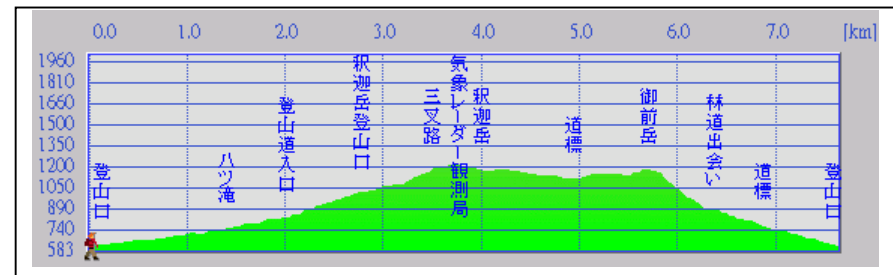 0.0 1.0 2.0 3.0 4.0 5.0 6.0 7.0 [km]
1960
1810
1660
1500
1350
1200
1050
890
740
583
登山口
八ツ滝
登山道入口
釈迦岳登山口
三叉路
気象レーダー観測局
釈迦岳
道標
御前岳
林道出会い
道標
登山口